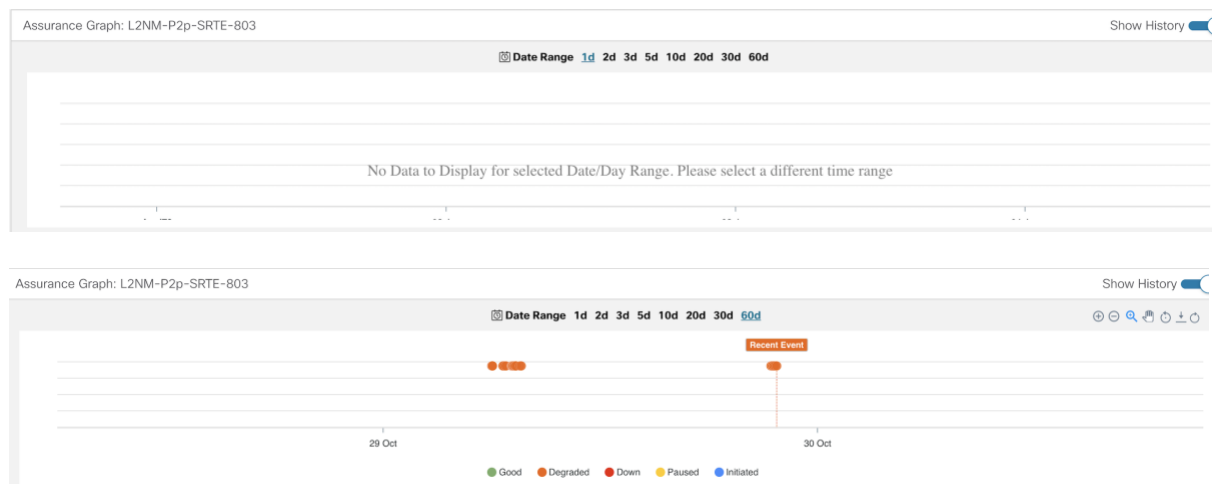 Assurance Graph: L2NM-P2p-SRTE-803 Show History
Date Range 1d 2d 3d 5d 10d 20d 30d 60d
No Data to Display for selected Date/Day Range. Please select a different time range
Assurance Graph: L2NM-P2p-SRTE-803 Show History
Date Range 1d 2d 3d 5d 10d 20d 30d 60d
Recent Event
29 Oct 30 Oct
Good Degraded Down Paused Initiated